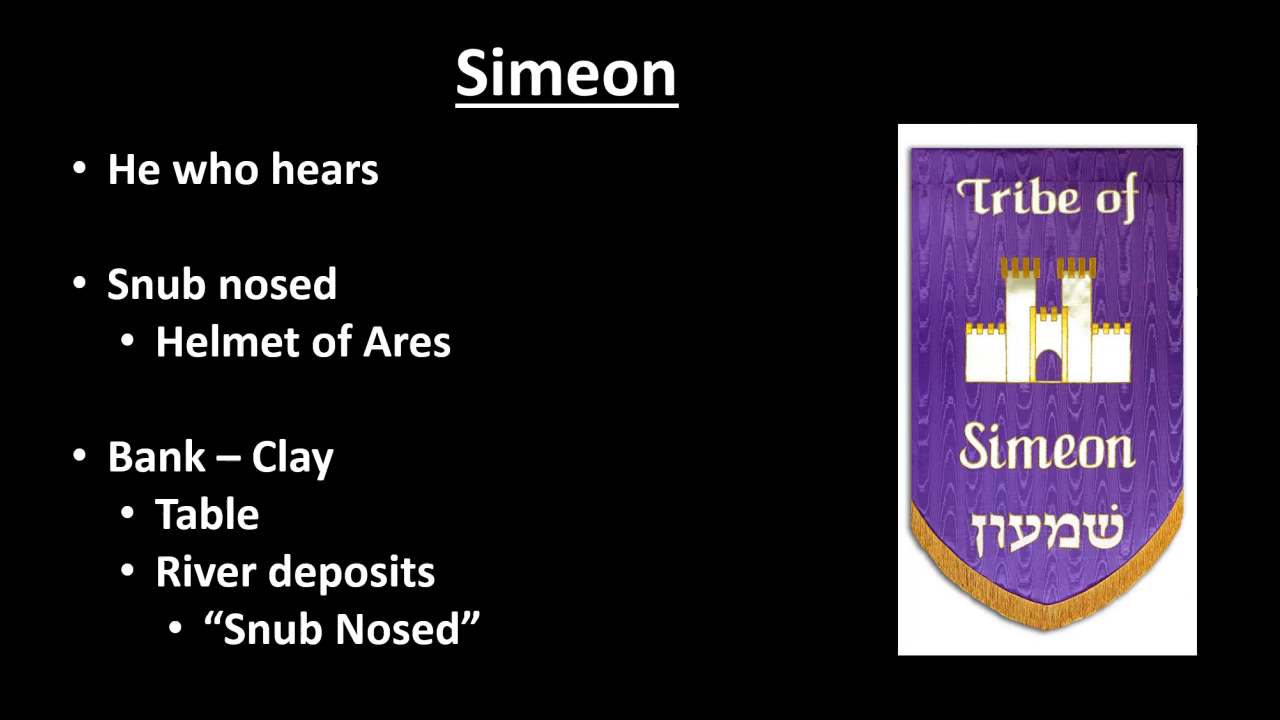 Simeon
• He who hears
• Snub nosed
• Helmet of Ares
• Bank – Clay
• Table
• River deposits
• “Snub Nosed”
Tribe of
Simeon
שמעון